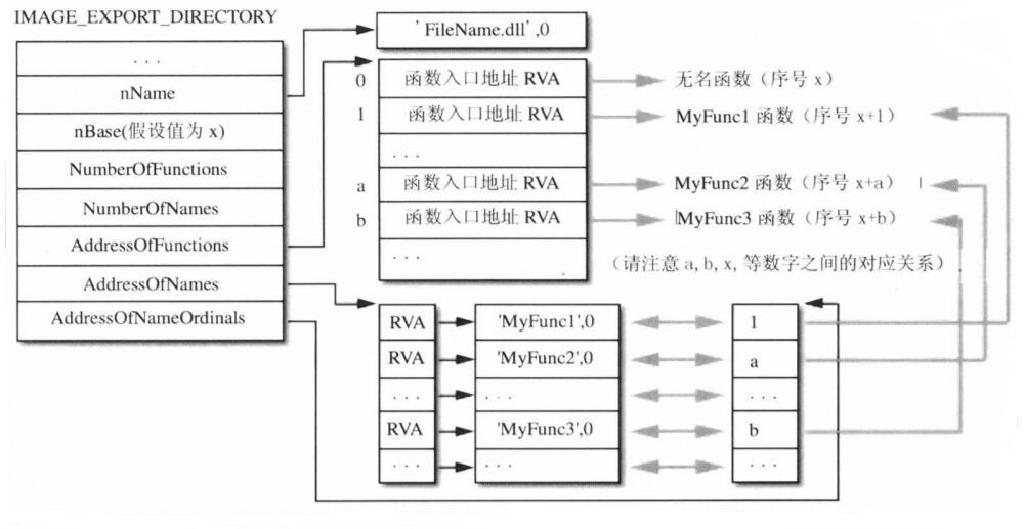 IMAGE_EXPORT_DIRECTORY
. . .
nName
nBase(假设值为 x)
NumberOfFunctions
NumberOfNames
AddressOfFunctions
AddressOfNames
AddressOfNameOrdinals
' FileName.dll' ,0
0 函数入口地址 RVA 无名函数（序号 x）
1 函数入口地址 RVA MyFunc1 函数（序号 x+1）
. . .
a 函数入口地址 RVA MyFunc2 函数（序号 x+a）
b 函数入口地址 RVA MyFunc3 函数（序号 x+b）
. . .
（请注意 a, b, x, 等数字之间的对应关系）
RVA 'MyFunc1',0 1
RVA 'MyFunc2',0 a
. . . . . . . . .
RVA 'MyFunc3',0 b
. . . . . . . . .